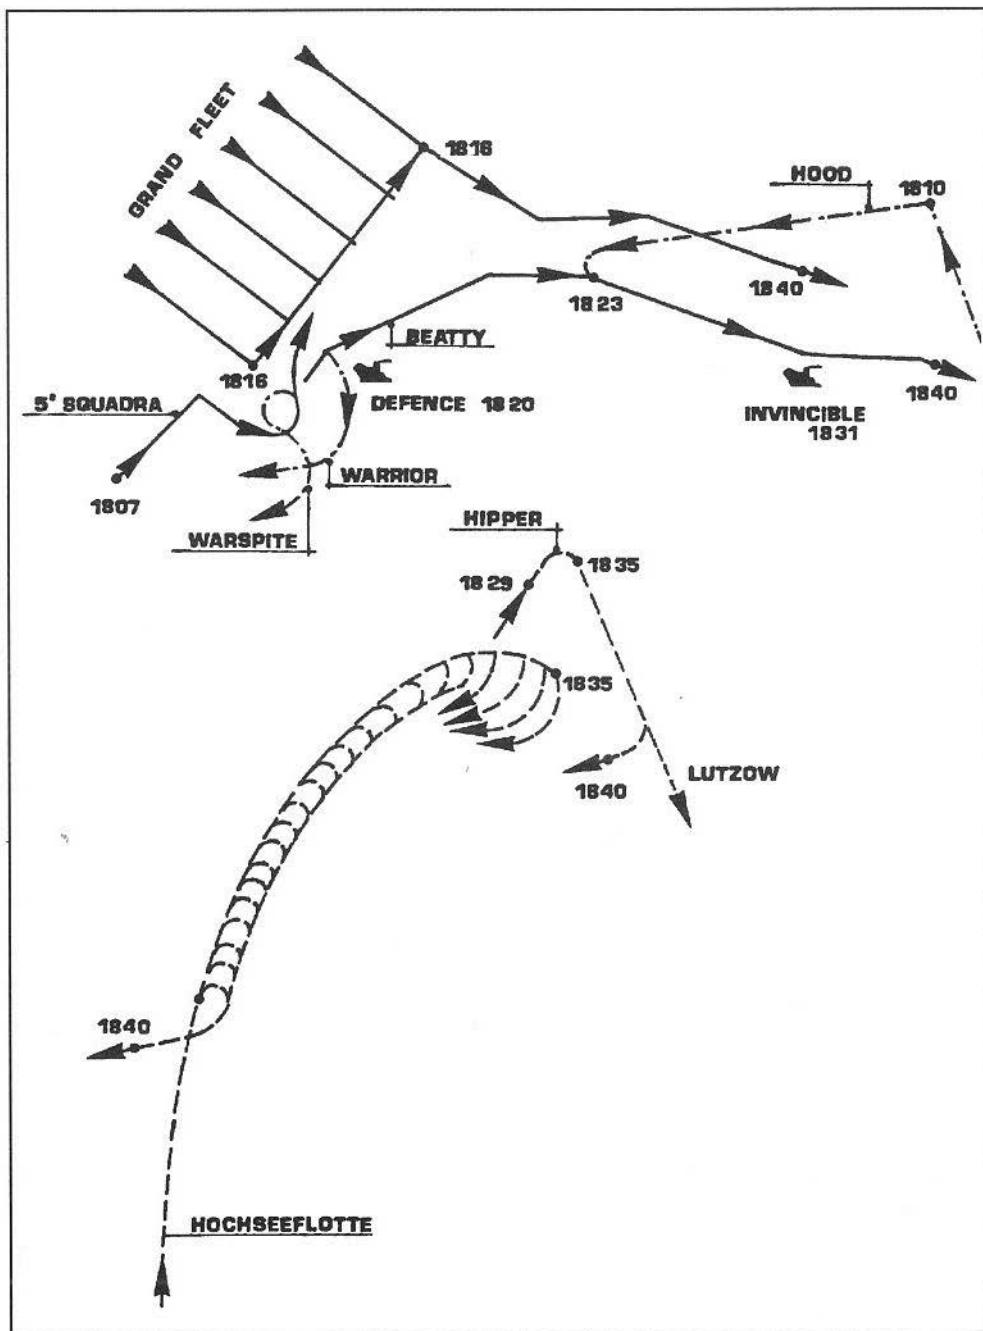 GRAND FLEET
1816
HOOD
1810
1840
1823
BEATTY
1816
5ª SQUADRA
DEFENCE 1820
1840
INVINCIBLE
1831
WARRIOR
1807
WARSPITE
HIPPER
1835
1829
1835
1840
LUTZOW
1840
HOCHSEEFLOTTE